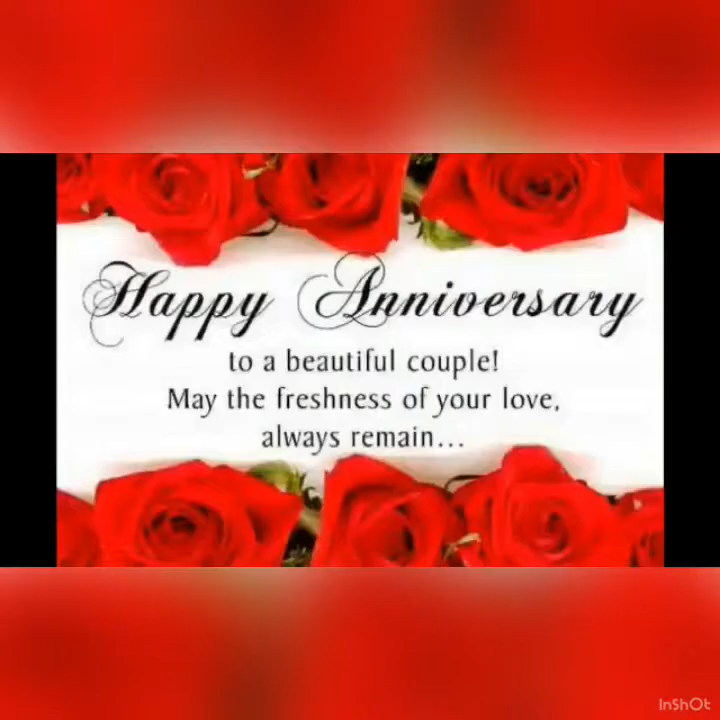 Happy Anniversary
to a beautiful couple!
May the freshness of your love,
always remain...
InShOt